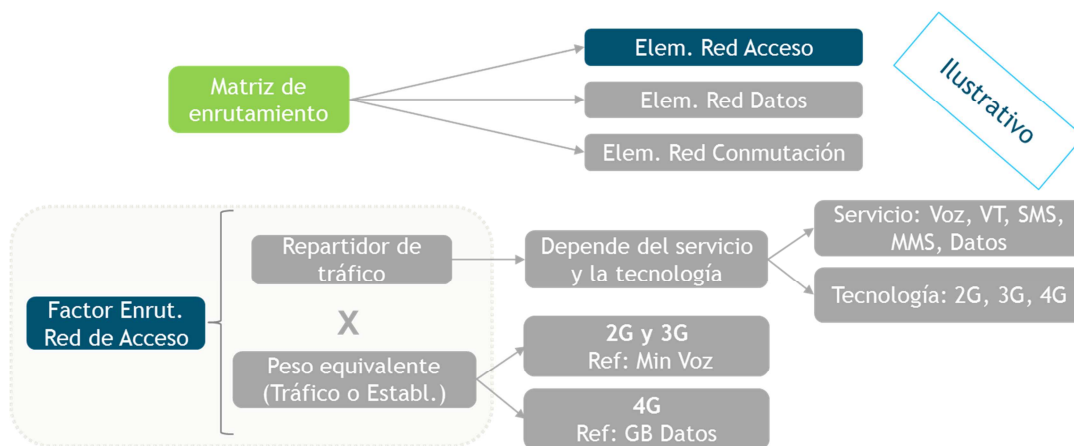 Elem. Red Acceso
Ilustrativo
Matriz de
enrutamiento
Elem. Red Datos
Elem. Red Conmutación
Servicio: Voz, VT, SMS,
MMS, Datos
Repartidor de
tráfico
Depende del servicio
y la tecnología
Tecnología: 2G, 3G, 4G
Factor Enrut.
Red de Acceso
X
2G y 3G
Ref: Min Voz
Peso equivalente
(Tráfico o Establ.)
4G
Ref: GB Datos